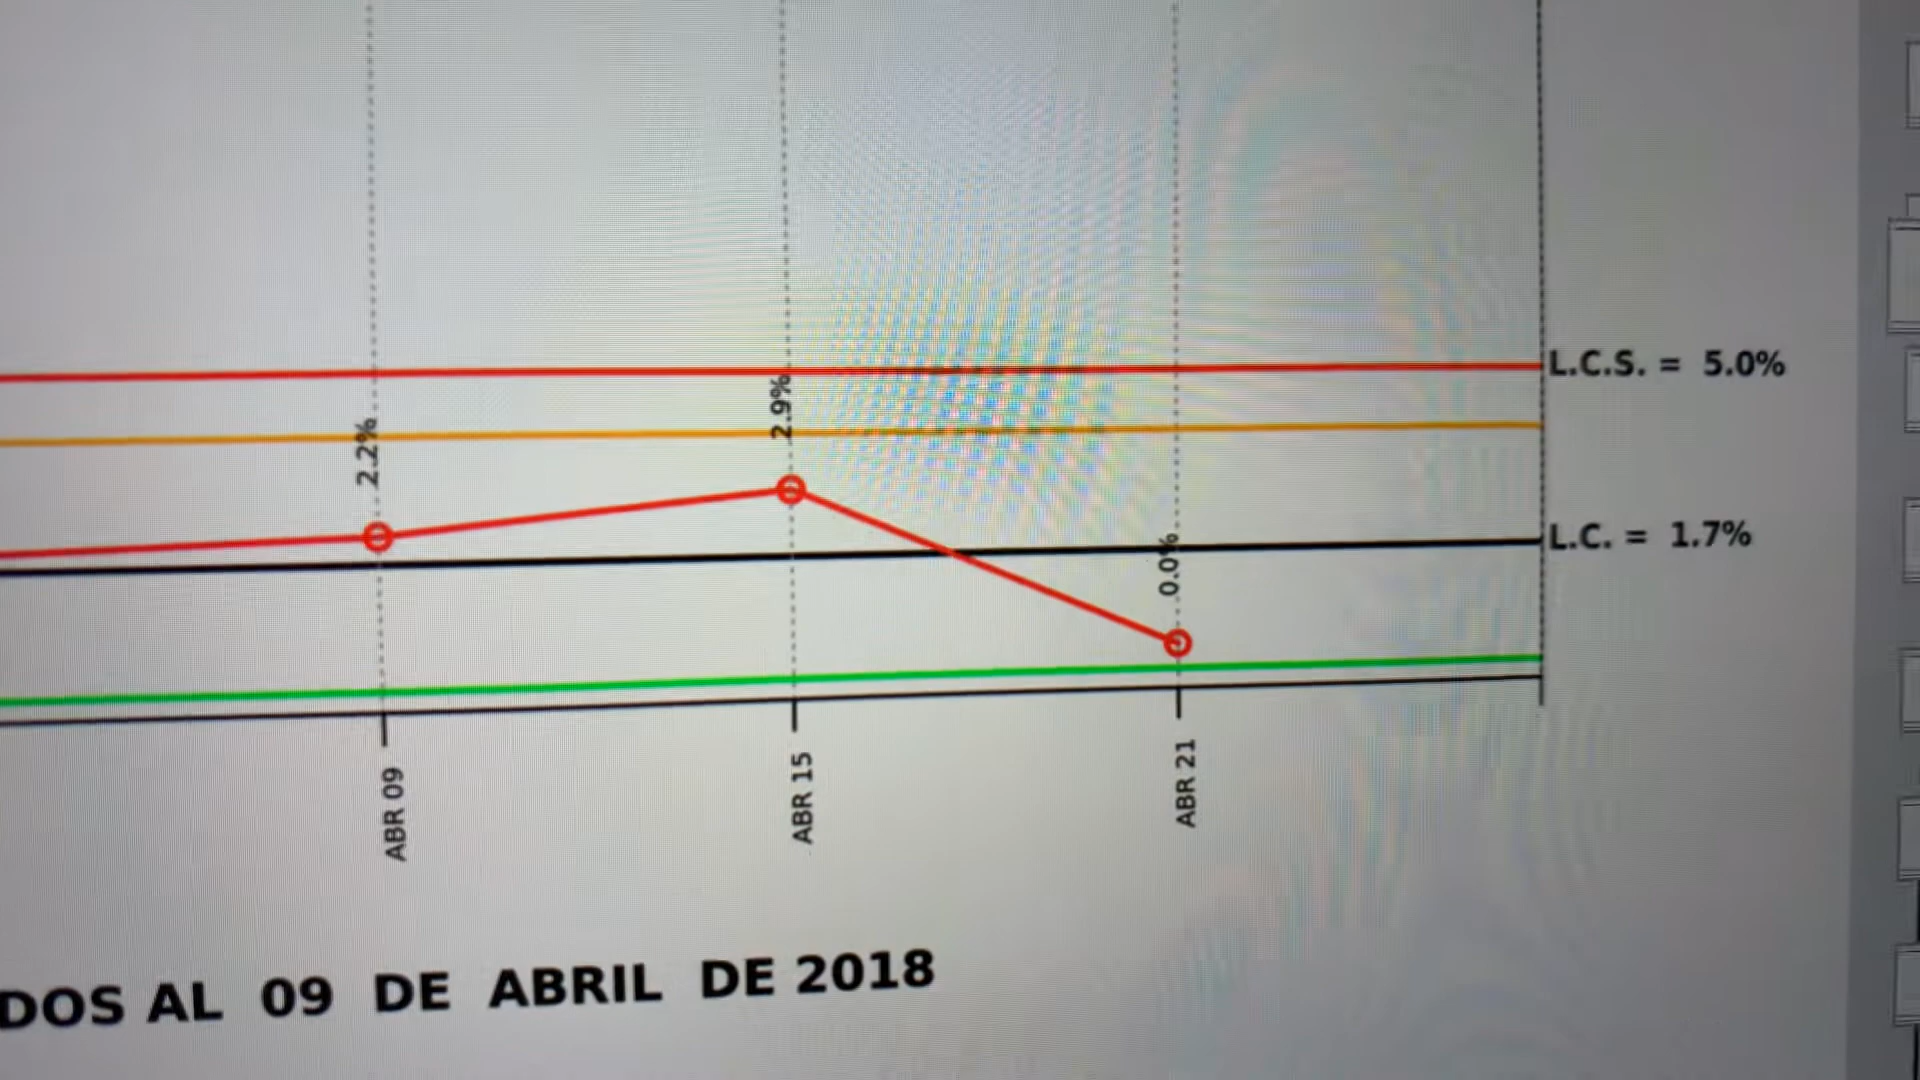 L.C.S. = 5.0%
2.9%
2.2%
L.C. = 1.7%
0.0%
ABR 09
ABR 15
ABR 21
DOS AL 09 DE ABRIL DE 2018